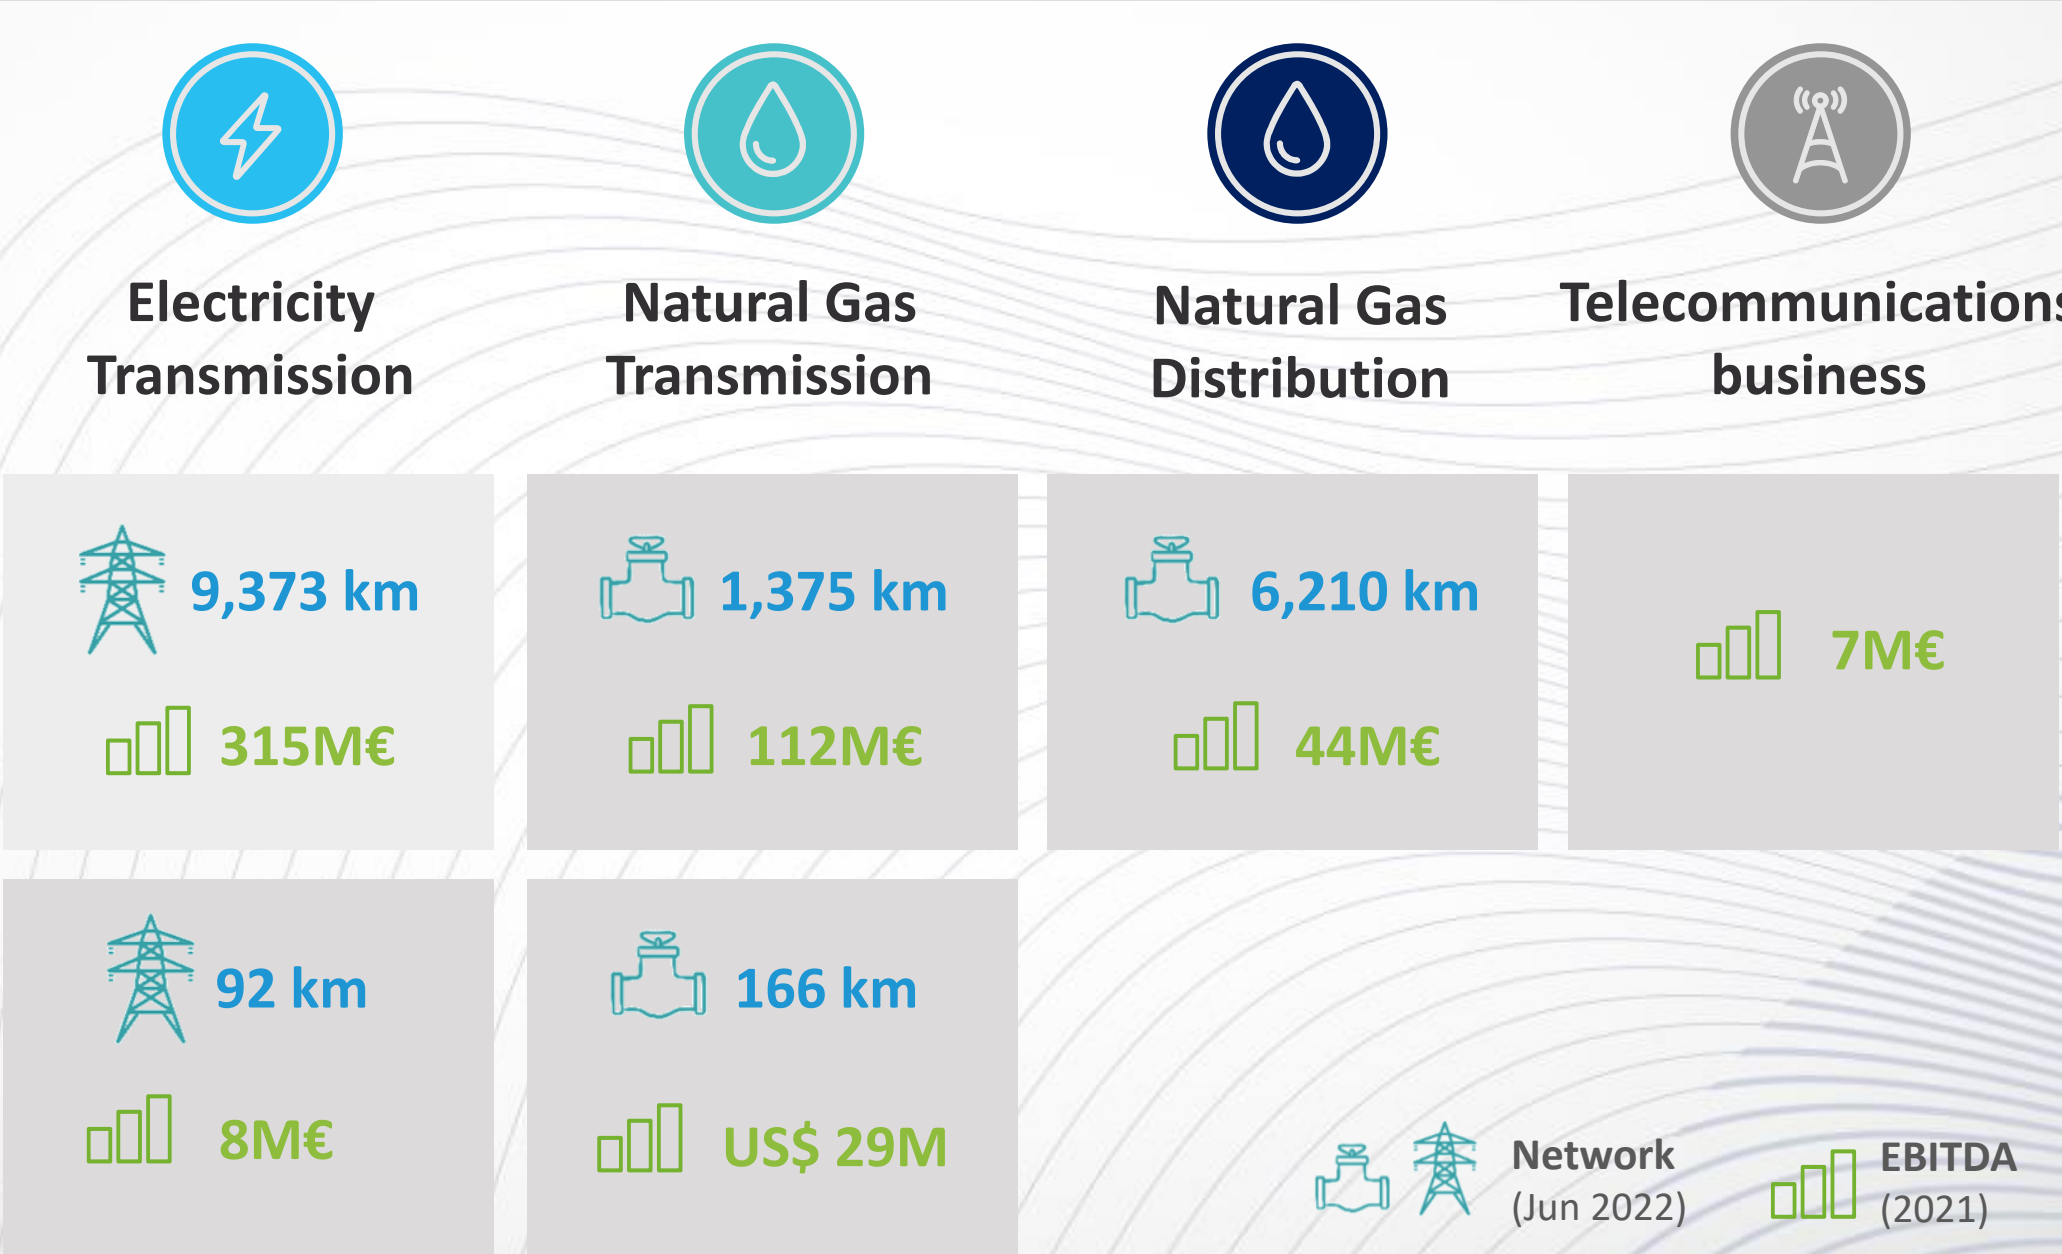 Electricity
Transmission
Natural Gas
Transmission
Natural Gas
Distribution
Telecommunications
business
9,373 km
315M€
1,375 km
112M€
6,210 km
44M€
7M€
92 km
8M€
166 km
US$ 29M
Network
(Jun 2022)
EBITDA
(2021)